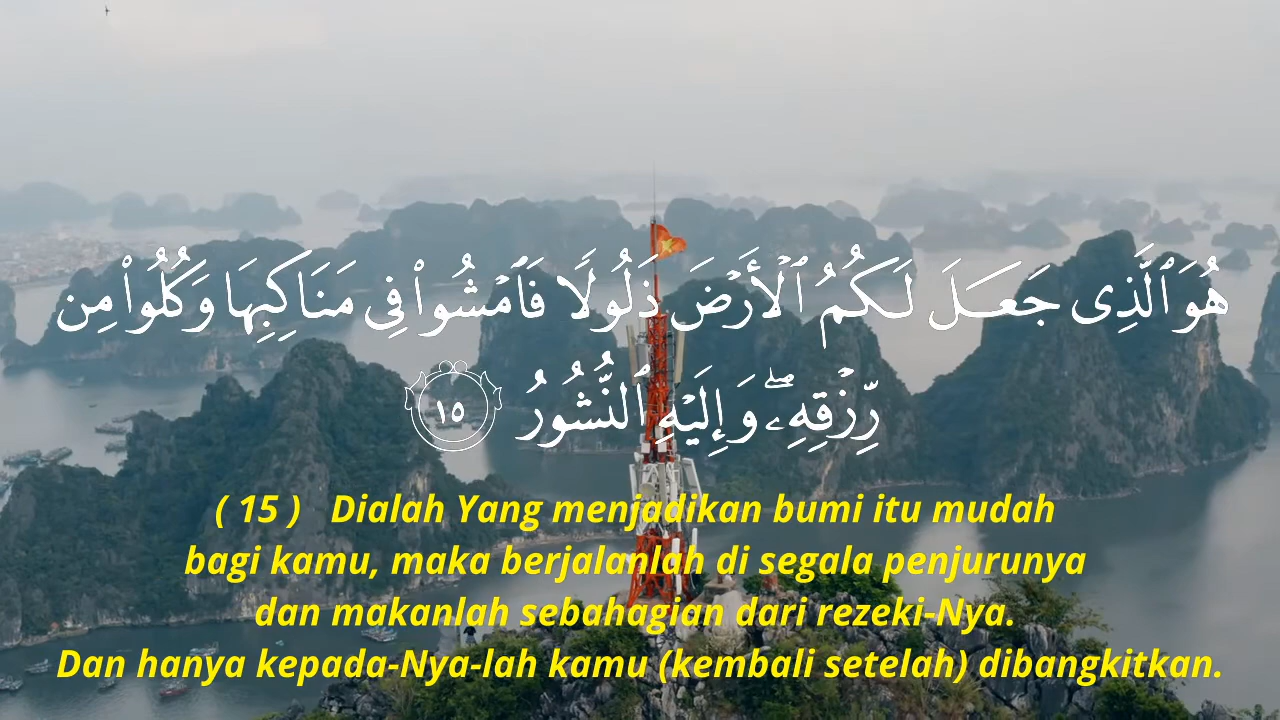 هُوَ ٱلَّذِى جَعَلَ لَكُمُ ٱلْأَرْضَ ذَلُولًا فَٱمْشُوا۟ فِى مَنَاكِبِهَا وَكُلُوا۟ مِن
رِّزْقِهِۦ ۖ وَإِلَيْهِ ٱلنُّشُورُ ١٥
( 15 ) Dialah Yang menjadikan bumi itu mudah
bagi kamu, maka berjalanlah di segala penjurunya
dan makanlah sebahagian dari rezeki-Nya.
Dan hanya kepada-Nya-lah kamu (kembali setelah) dibangkitkan.